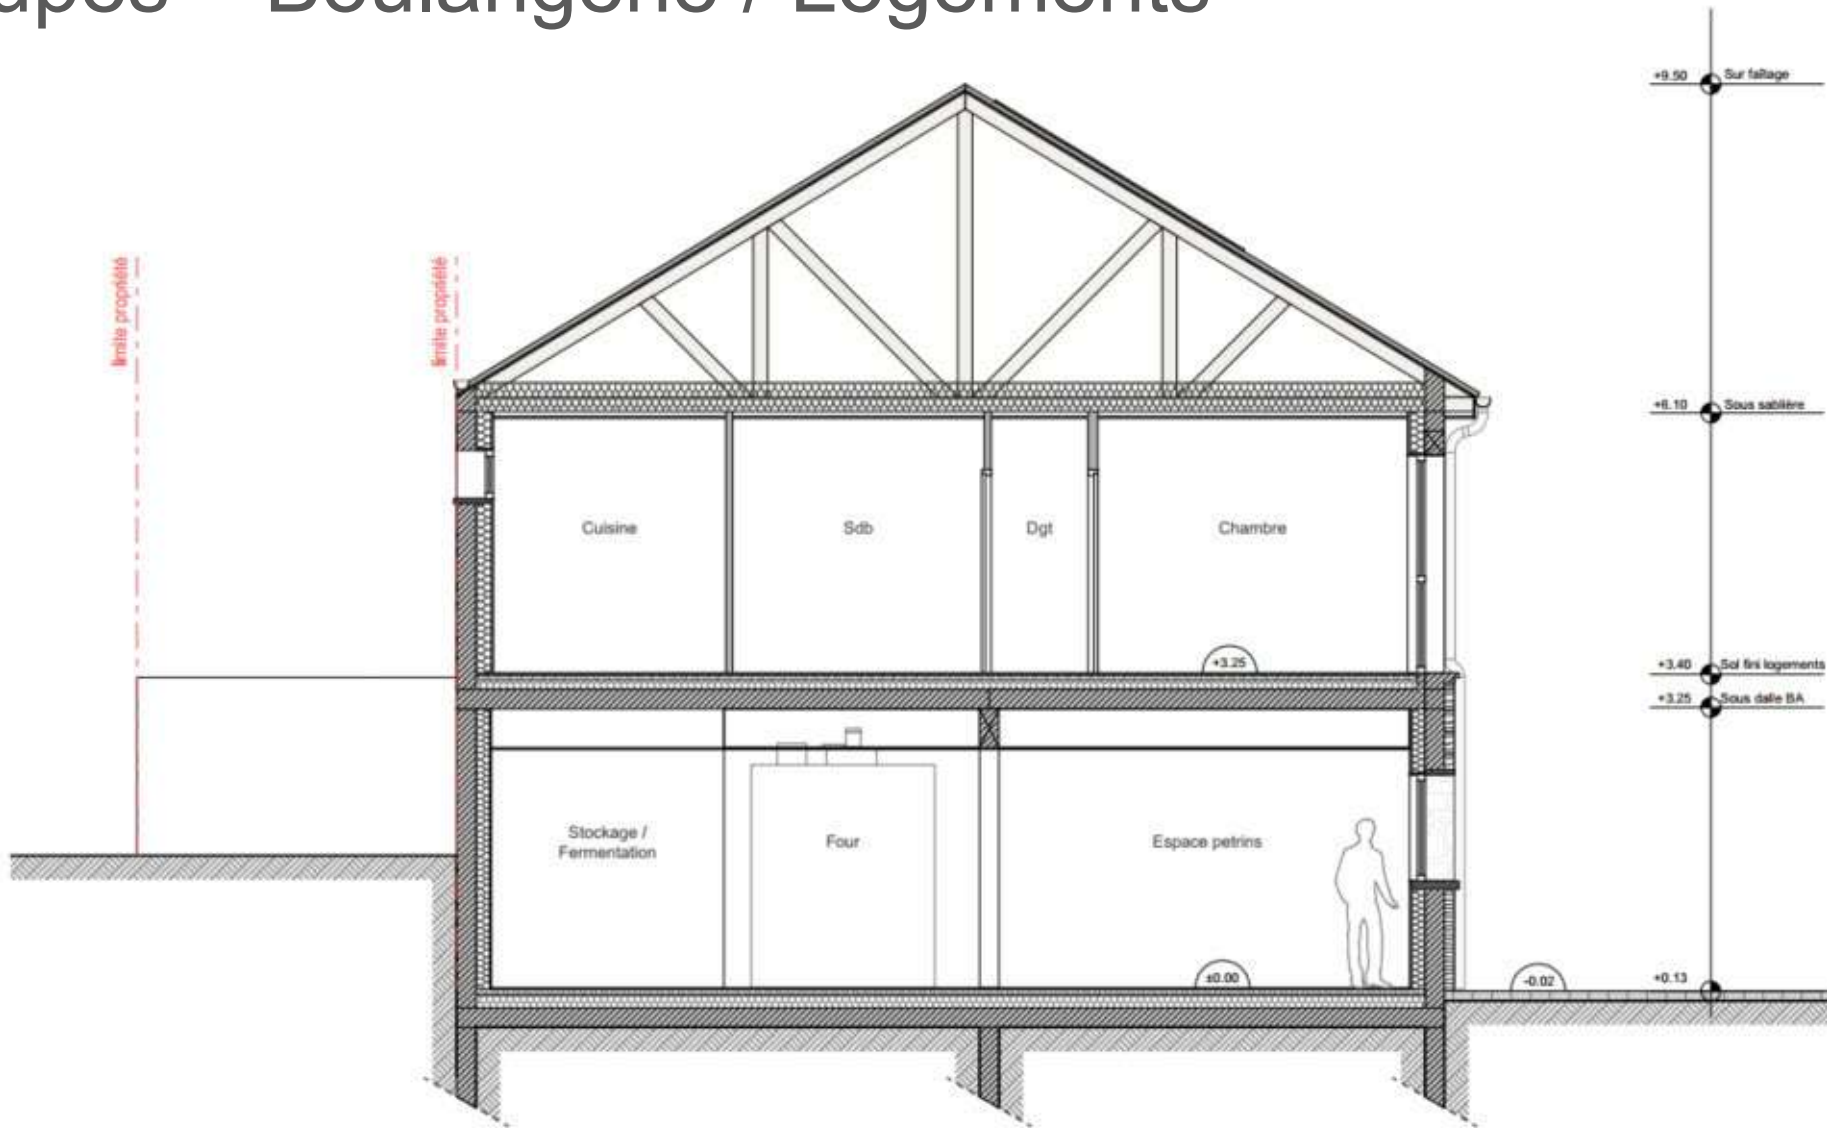 Boulangerie / Logements
+9.50 Sur faîtage
limite propriété
limite propriété
+6.10 Sous sablière
Cuisine
Sdb
Dgt
Chambre
+3.25
+3.40 Sol fini logements
+3.25 Sous dalle BA
Stockage /
Fermentation
Four
Espace petrins
±0.00
-0.02
+0.13